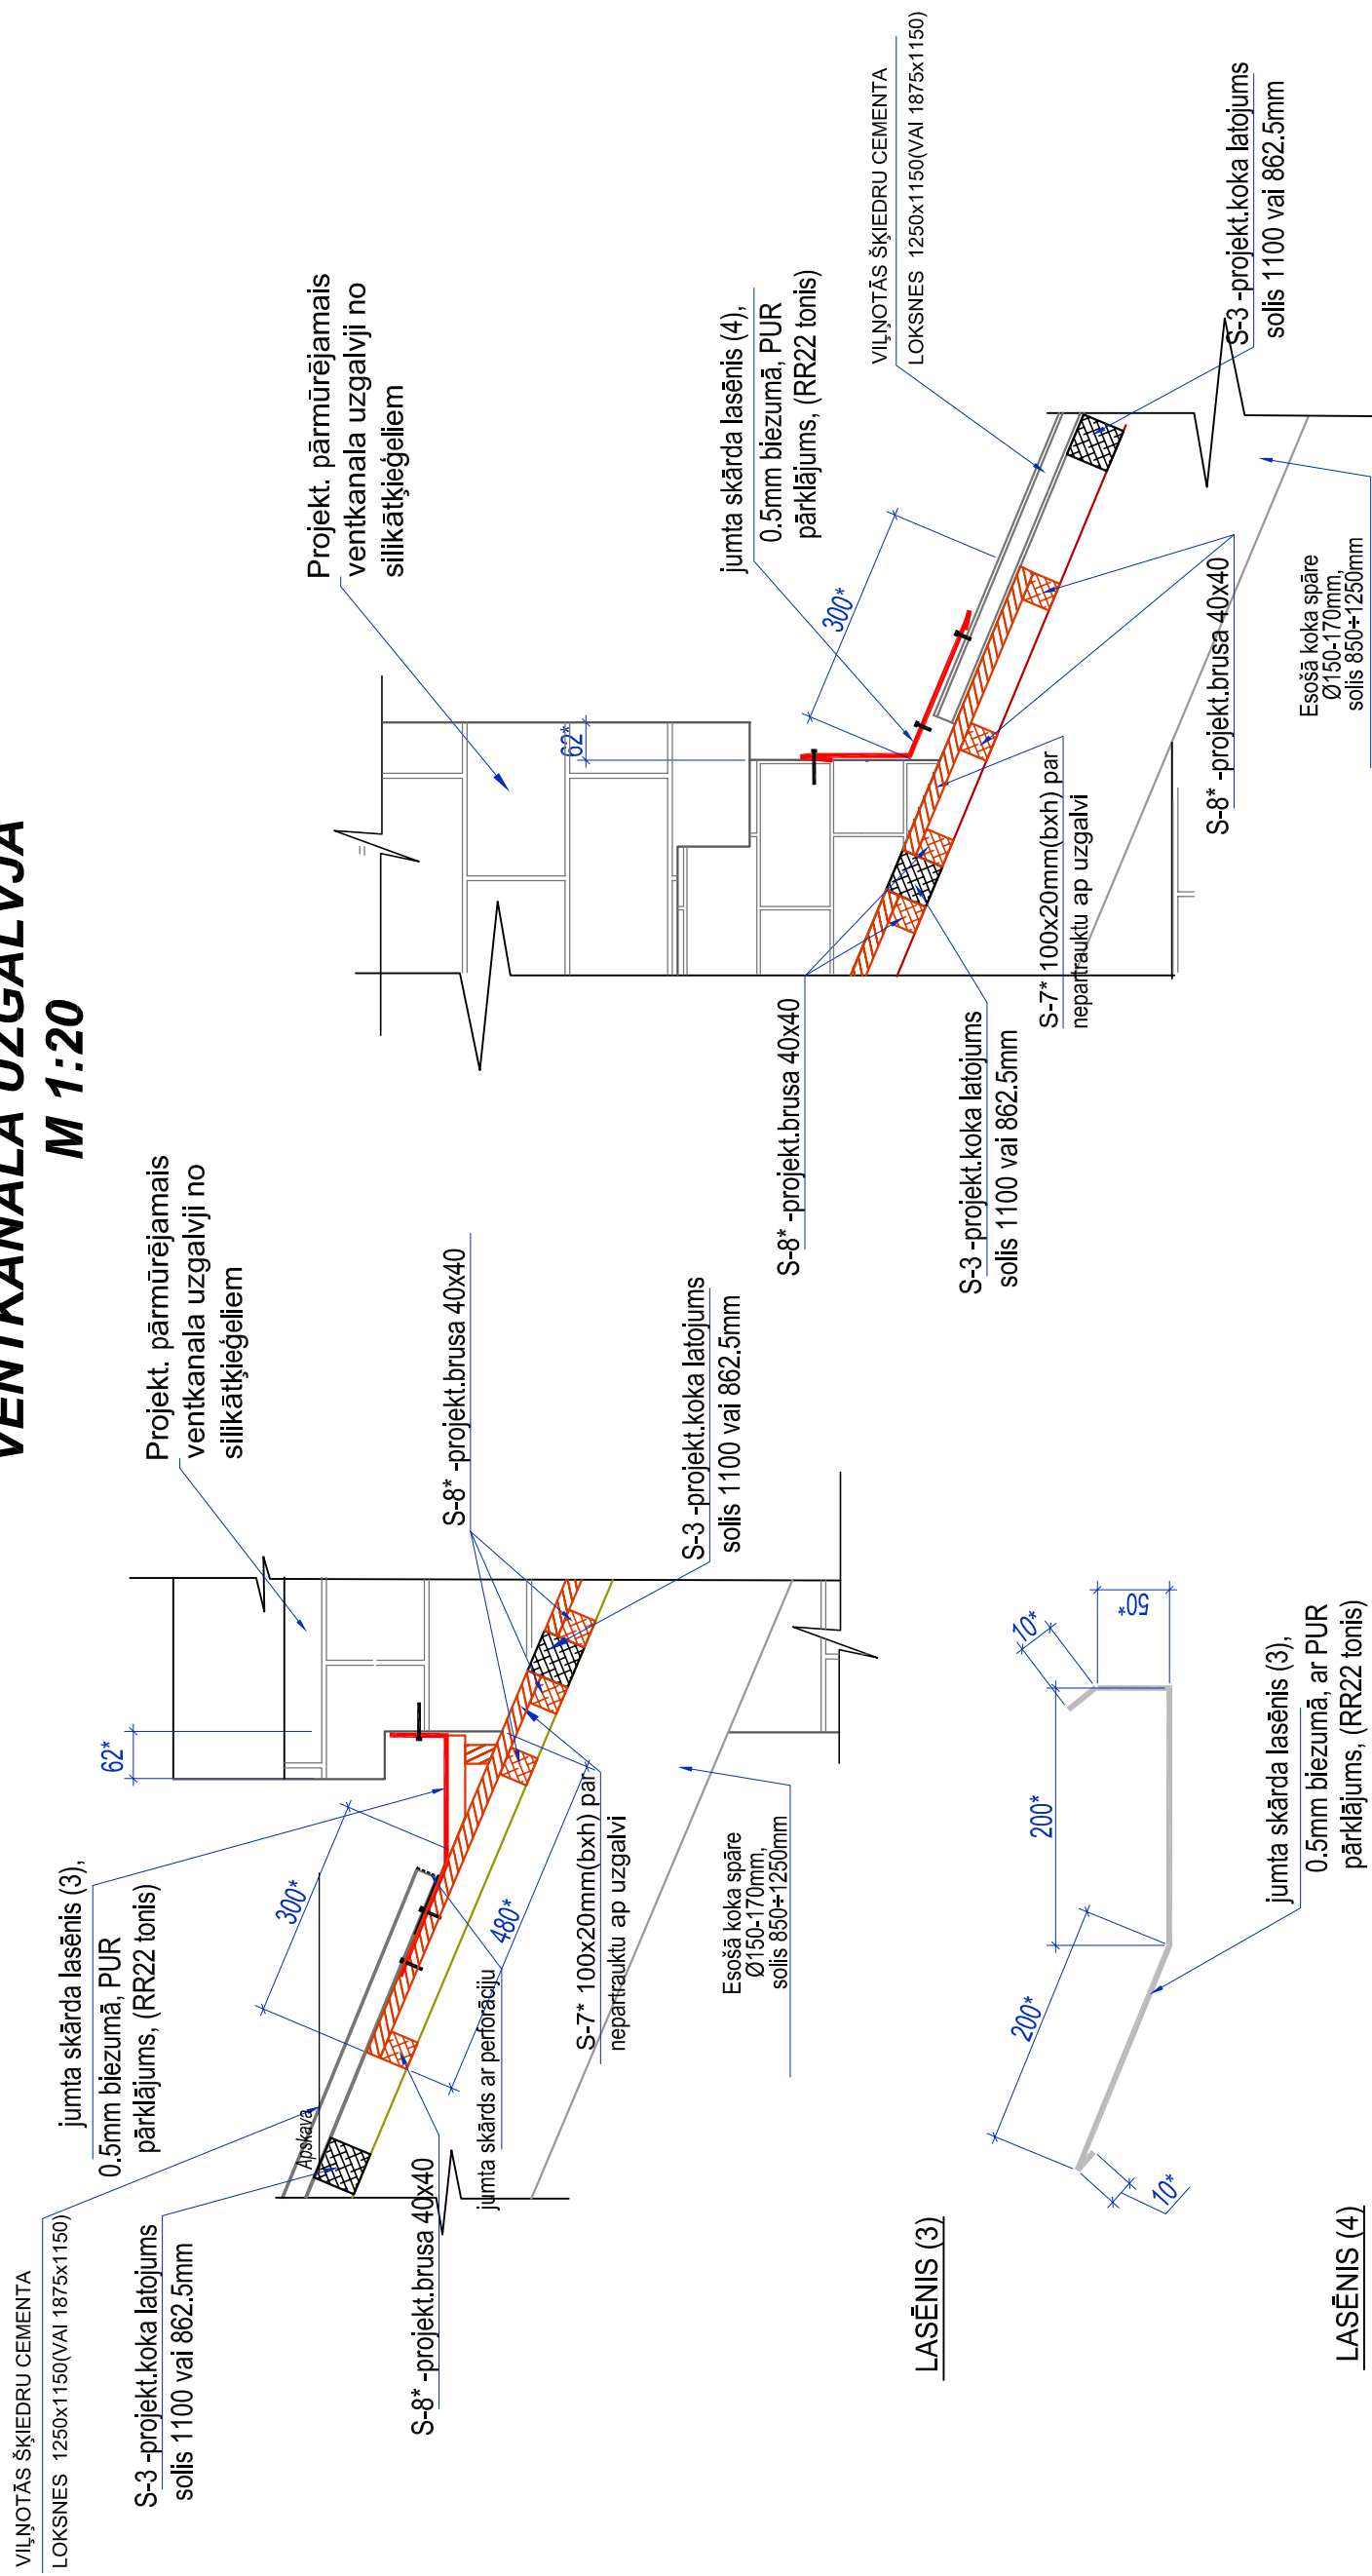 VENTKANĀLA UZGALVJA
M 1:20
VIĻŅOTĀS ŠĶIEDRU CEMENTA
LOKSNES 1250x1150(VAI 1875x1150)
S-3 -projekt.koka latojums
solis 1100 vai 862.5mm
jumta skārda lasēnis (3),
0.5mm biezumā, PUR
pārklājums, (RR22 tonis)
62*
Projekt. pārmūrējamais
ventkanala uzgalvji no
silikātķieģeliem
300*
Apskava
480*
S-8* -projekt.brusa 40x40
S-8* -projekt.brusa 40x40
jumta skārds ar perforāciju
S-7* 100x20mm(bxh) par
nepartrauktu ap uzgalvi
S-3 -projekt.koka latojums
solis 1100 vai 862.5mm
Esošā koka spāre
Ø150-170mm,
solis 850÷1250mm
Projekt. pārmūrējamais
ventkanala uzgalvji no
silikātķieģeliem
62*
300*
jumta skārda lasēnis (4),
0.5mm biezumā, PUR
pārklājums, (RR22 tonis)
VIĻŅOTĀS ŠĶIEDRU CEMENTA
LOKSNES 1250x1150(VAI 1875x1150)
S-8* -projekt.brusa 40x40
S-3 -projekt.koka latojums
solis 1100 vai 862.5mm
S-7* 100x20mm(bxh) par
nepartrauktu ap uzgalvi
S-8* -projekt.brusa 40x40
S-3 -projekt.koka latojums
solis 1100 vai 862.5mm
Esošā koka spāre
Ø150-170mm,
solis 850÷1250mm
LASĒNIS (3)
10*
200*
200*
10*
50*
jumta skārda lasēnis (3),
0.5mm biezumā, ar PUR
pārklājums, (RR22 tonis)
LASĒNIS (4)